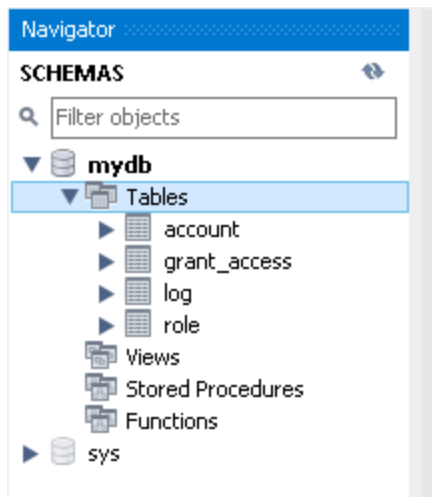 Navigator
SCHEMAS
Filter objects
mydb
Tables
account
grant_access
log
role
Views
Stored Procedures
Functions
sys